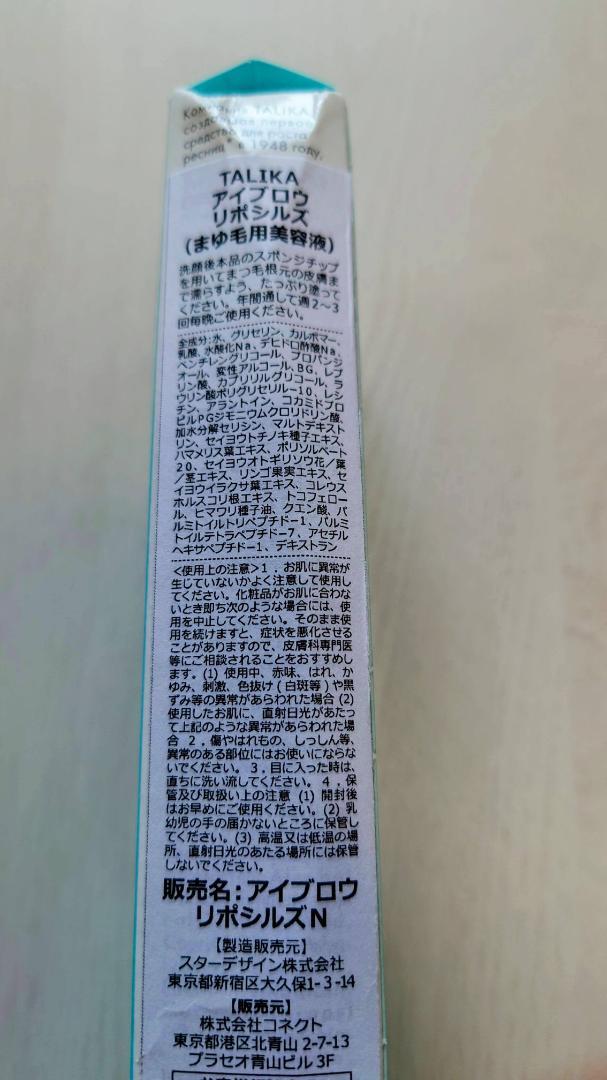 TALIKA
средство для роста
ресниц * в 1948 году.
TALIKA
アイブロウ
リポシルズ
（まゆ毛用美容液）
洗顔後本品のスポンジチップ
を用いてまつ毛根元の皮膚ま
で濡らすよう、たっぷり塗って
ください。年間通して週2～3
回毎晩ご使用ください。
全成分:水、グリセリン、カルボマー、
乳酸、水酸化Na、デヒドロ酢酸Na、
ペンチレングリコール、プロパンジ
オール、変性アルコール、BG、レブ
リン酸、カプリリルグリコール、ラ
ウリン酸ポリグリセリル－10、レシ
チン、アラントイン、コカミドプロ
ピルPGジモニウムクロリドリン酸、
加水分解セリシン、マルトデキスト
リン、セイヨウトチノキ種子エキス、
ハマメリス葉エキス、ポリソルベート
20、セイヨウオトギリソウ花／葉
／茎エキス、リンゴ果実エキス、セ
イヨウイラクサ葉エキス、コレウス
ホルスコリ根エキス、トコフェロー
ル、ヒマワリ種子油、クエン酸、パ
ルミトイルトリペプチド－1、パルミ
トイルテトラペプチド－7、アセチル
ヘキサペプチド－1、デキストラン
＜使用上の注意＞1．お肌に異常が
生じていないかよく注意して使用し
てください。化粧品がお肌に合わな
いとき即ち次のような場合には、使
用を中止してください。そのまま使
用を続けますと、症状を悪化させる
ことがありますので、皮膚科専門医
等にご相談されることをおすすめし
ます。(1) 使用中、赤味、はれ、か
ゆみ、刺激、色抜け(白斑等)や黒
ずみ等の異常があらわれた場合 (2)
使用したお肌に、直射日光があたっ
て上記のような異常があらわれた場
合 2．傷やはれもの、しっしん等、
異常のある部位にはお使いにならな
いでください。3．目に入った時は、
直ちに洗い流してください。4．保
管及び取扱い上の注意 (1) 開封後
はお早めにご使用ください。(2) 乳
幼児の手の届かないところに保管し
てください。(3) 高温又は低温の場
所、直射日光のあたる場所には保管
しないでください。
販売名：アイブロウ
リポシルズN
【製造販売元】
スターデザイン株式会社
東京都新宿区大久保1-3-14
【販売元】
株式会社コネクト
東京都港区北青山2-7-13
プラセオ青山ビル3F